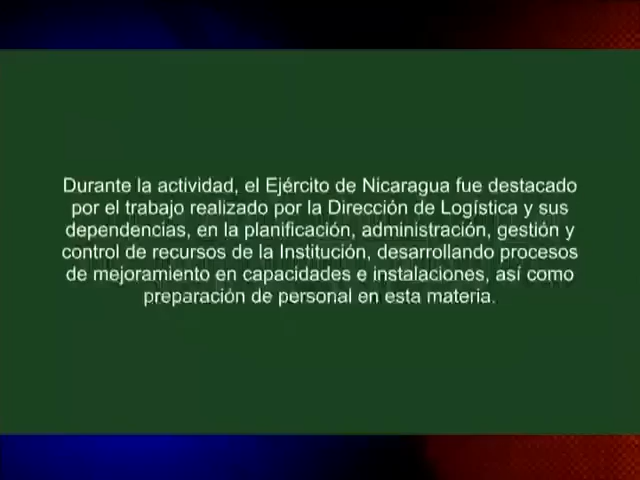 Durante la actividad, el Ejército de Nicaragua fue destacado
por el trabajo realizado por la Dirección de Logística y sus
dependencias, en la planificación, administración, gestión y
control de recursos de la Institución, desarrollando procesos
de mejoramiento en capacidades e instalaciones, así como
preparación de personal en esta materia.